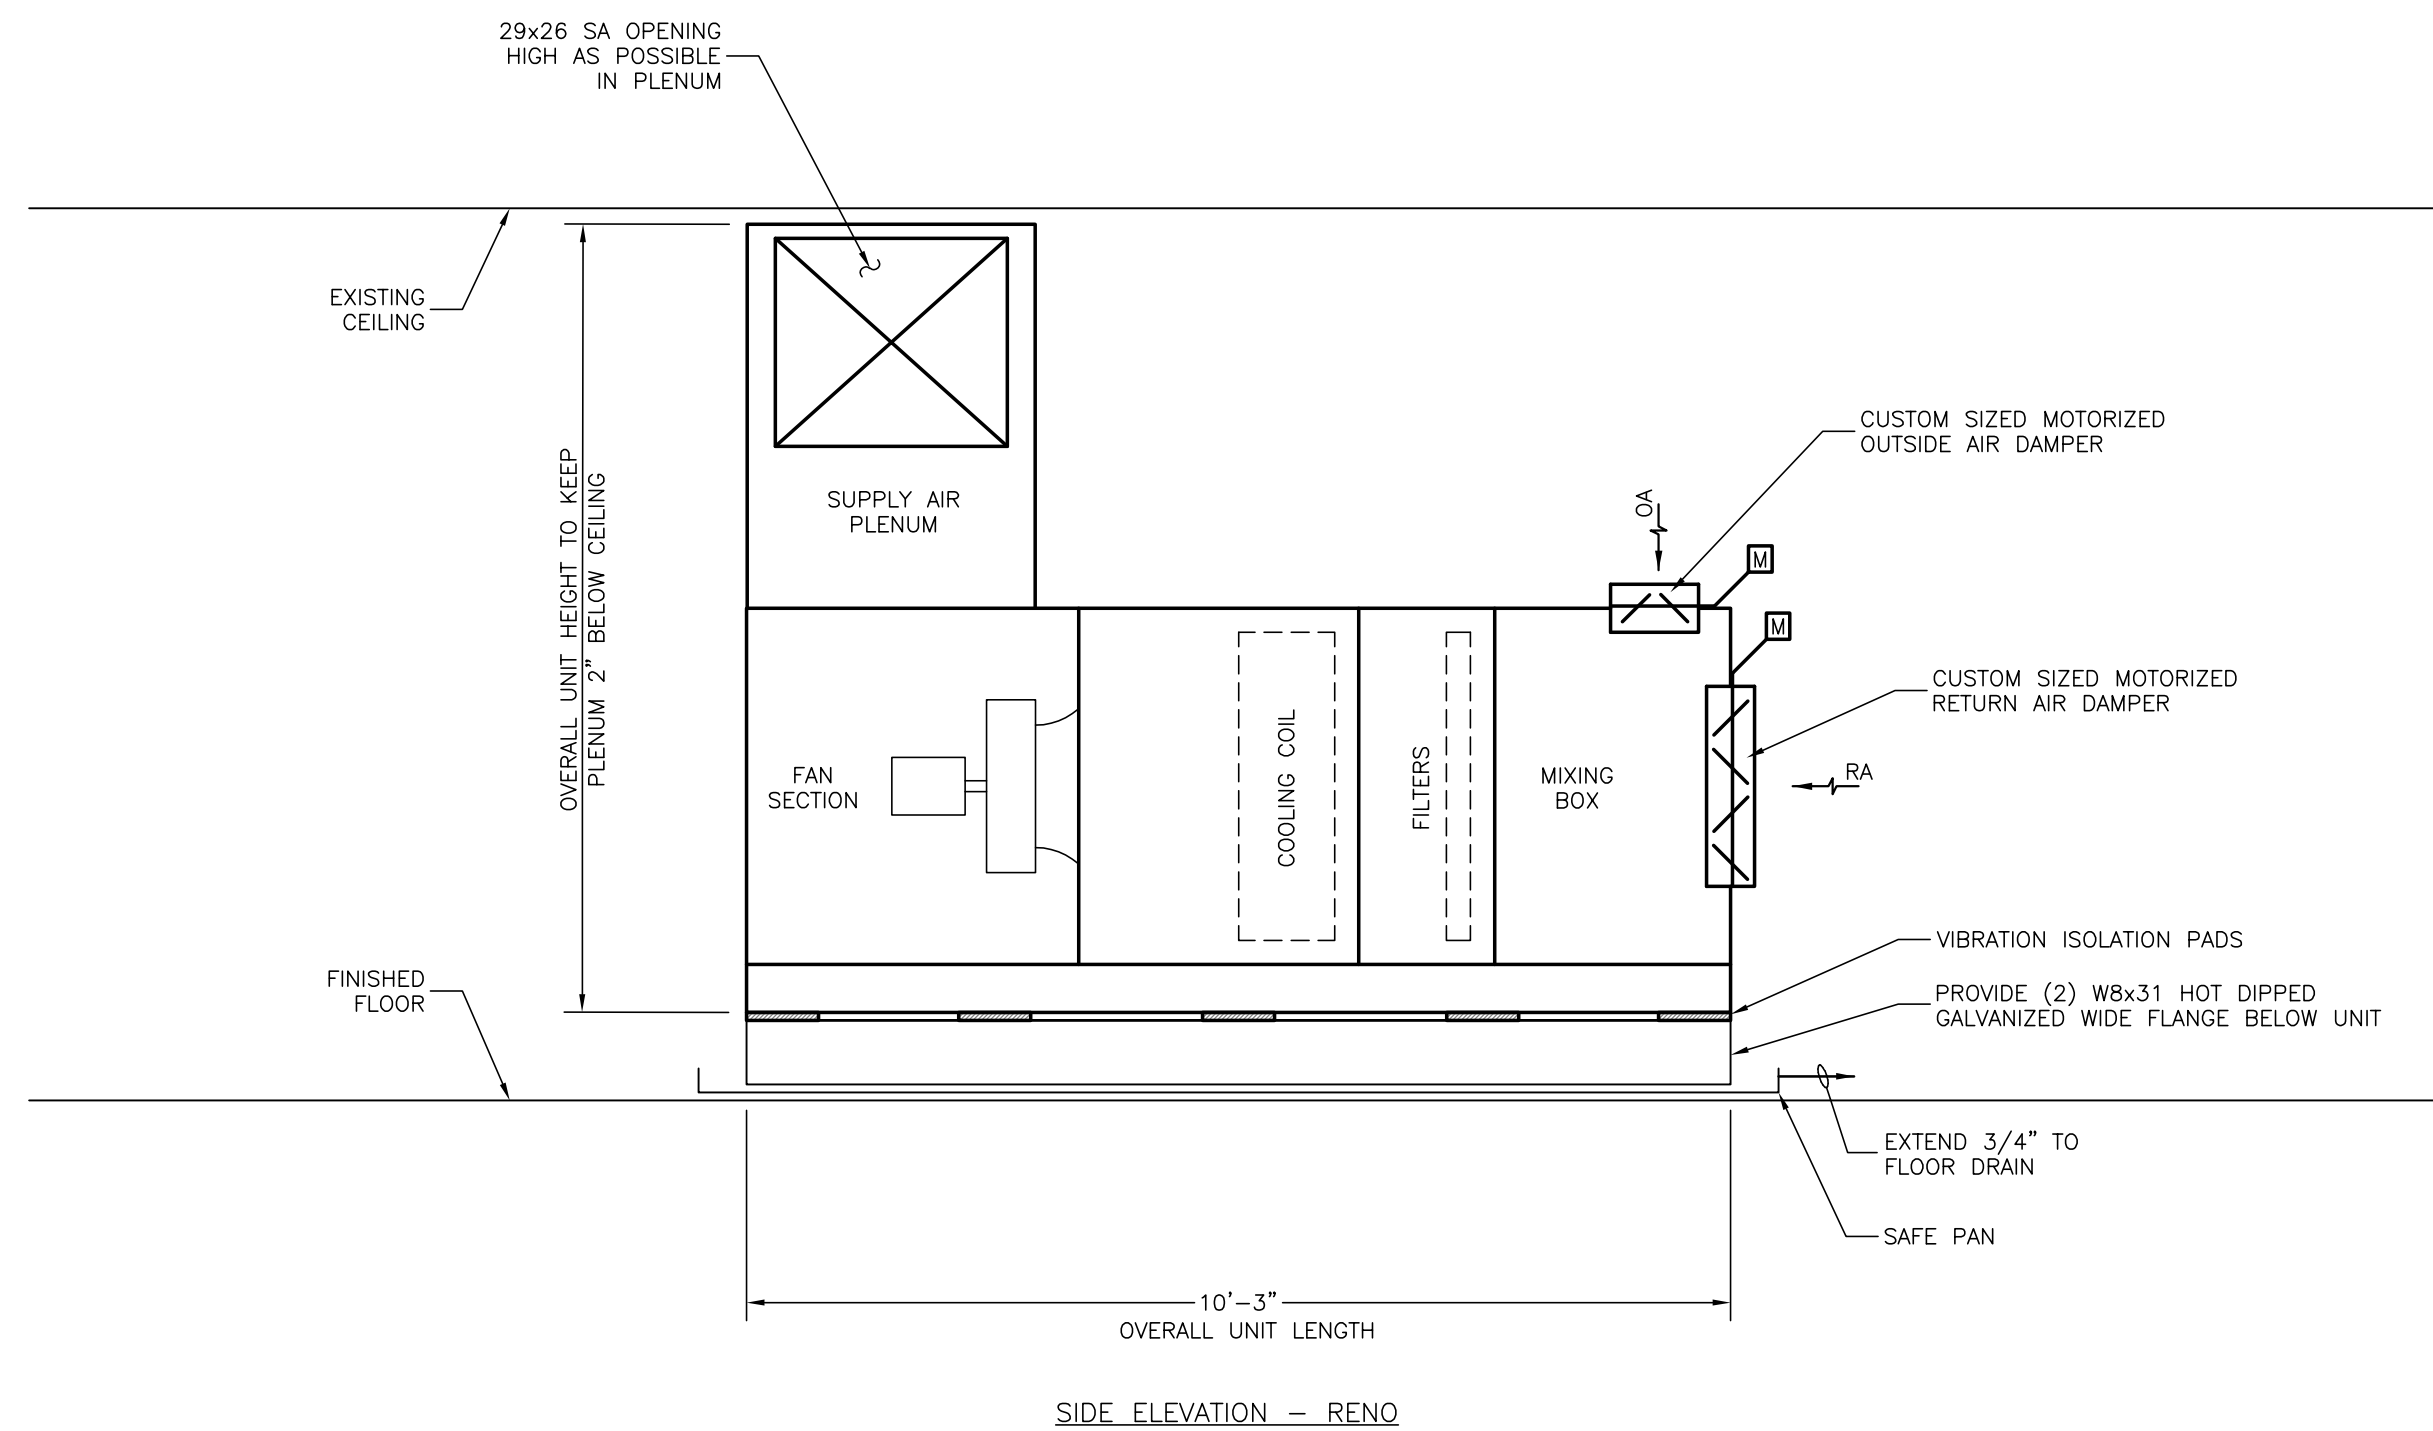 29x26 SA OPENING
HIGH AS POSSIBLE
IN PLENUM
EXISTING
CEILING
OVERALL UNIT HEIGHT TO KEEP
PLENUM 2" BELOW CEILING
SUPPLY AIR
PLENUM
CUSTOM SIZED MOTORIZED
OUTSIDE AIR DAMPER
OA
M
M
CUSTOM SIZED MOTORIZED
RETURN AIR DAMPER
RA
FAN
SECTION
COOLING COIL
FILTERS
MIXING
BOX
VIBRATION ISOLATION PADS
FINISHED
FLOOR
PROVIDE (2) W8x31 HOT DIPPED
GALVANIZED WIDE FLANGE BELOW UNIT
EXTEND 3/4" TO
FLOOR DRAIN
SAFE PAN
10'-3"
OVERALL UNIT LENGTH
SIDE ELEVATION - RENO